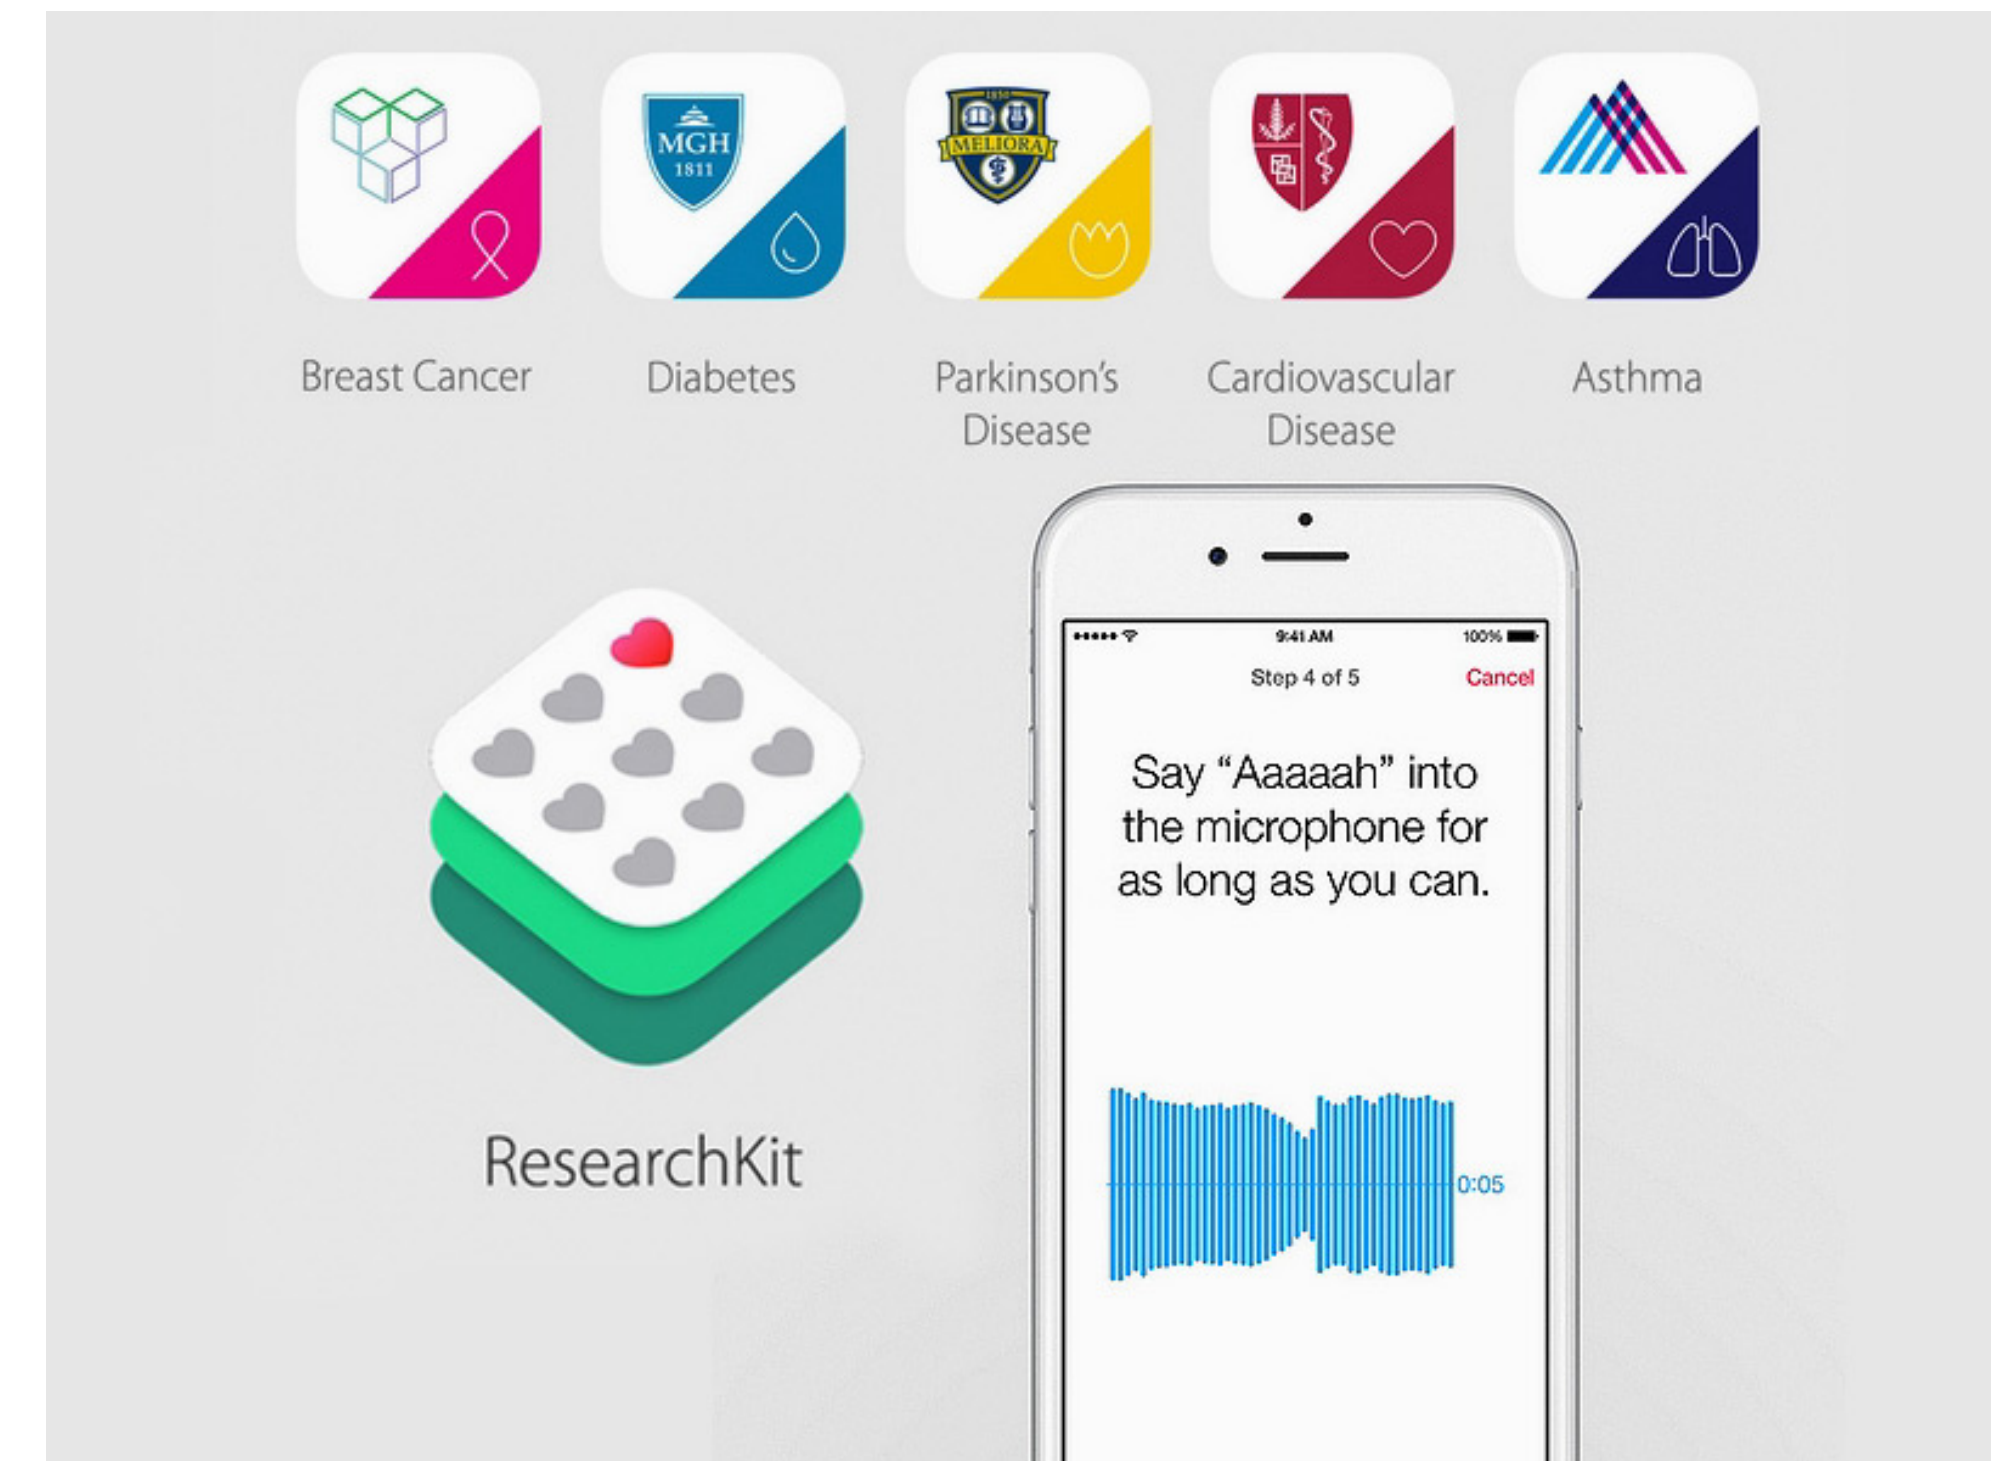 MGH
1811
1850
MELIORA
Breast Cancer
Diabetes
Parkinson's
Disease
Cardiovascular
Disease
Asthma
9:41 AM
100%
Step 4 of 5
Cancel
Say “Aaaaah” into
the microphone for
as long as you can.
0:05
ResearchKit